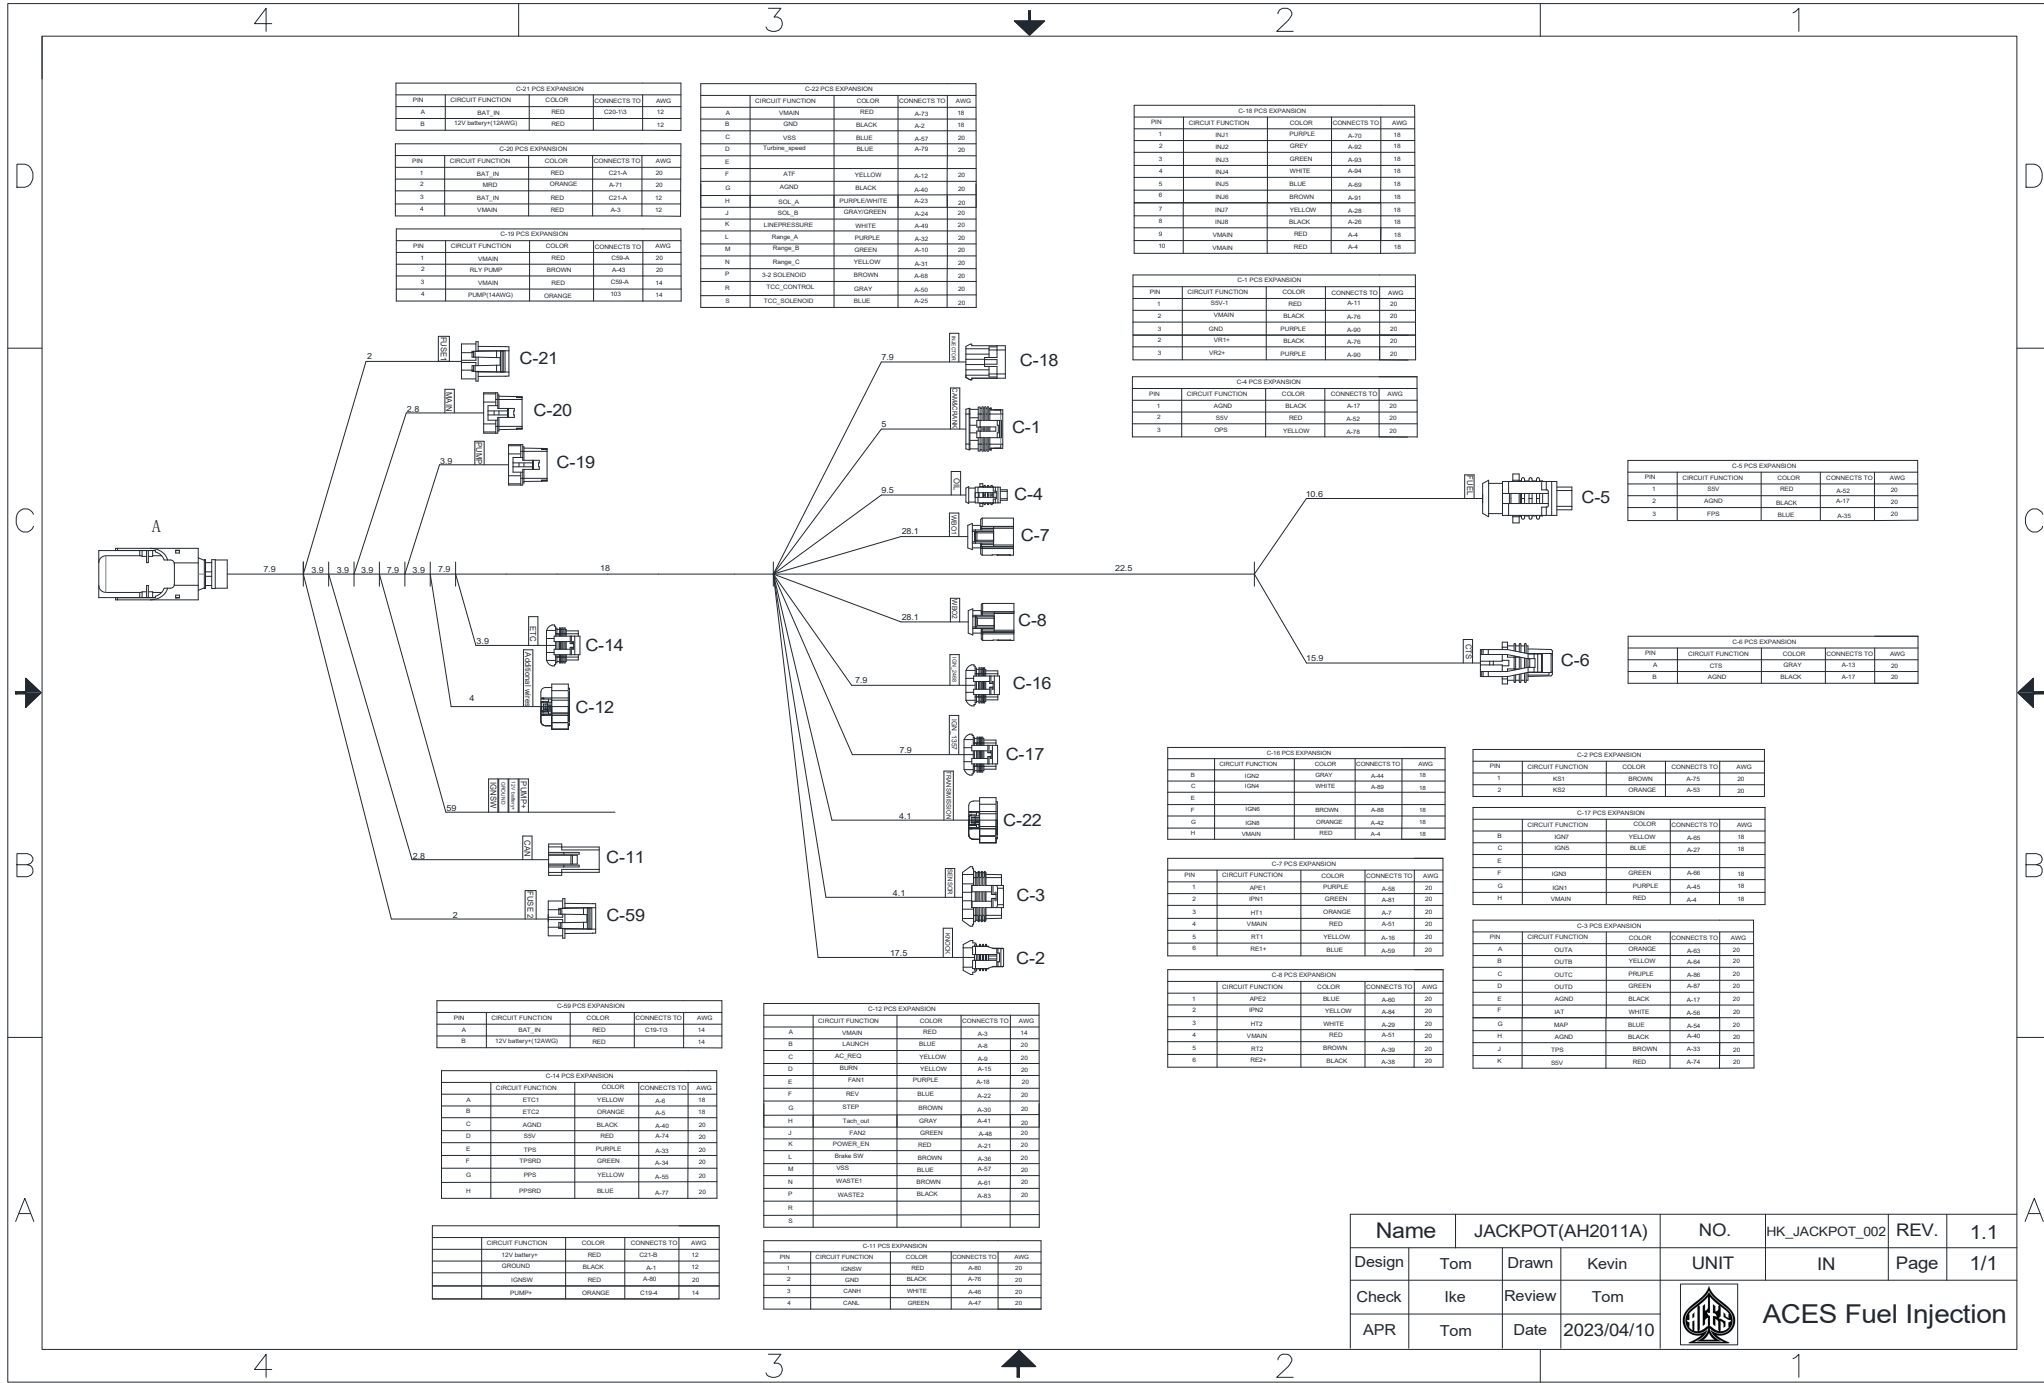 4 3 2 1
D
C
B
A
C-21 PCS EXPANSION
PIN CIRCUIT FUNCTION COLOR CONNECTS TO AWG
A BAT_IN RED C20-1\3 12
B 12V battery+(12AWG) RED 12
C-20 PCS EXPANSION
PIN CIRCUIT FUNCTION COLOR CONNECTS TO AWG
1 BAT_IN RED C21-A 20
2 MRD ORANGE A-71 20
3 BAT_IN RED C21-A 12
4 VMAIN RED A-3 12
C-19 PCS EXPANSION
PIN CIRCUIT FUNCTION COLOR CONNECTS TO AWG
1 VMAIN RED C59-A 20
2 RLY PUMP BROWN A-43 20
3 VMAIN RED C59-A 14
4 PUMP(14AWG) ORANGE 103 14
C-22 PCS EXPANSION
CIRCUIT FUNCTION COLOR CONNECTS TO AWG
A VMAIN RED A-73 18
B GND BLACK A-2 18
C VSS BLUE A-57 20
D Turbine_speed BLUE A-79 20
E
F ATF YELLOW A-12 20
G AGND BLACK A-40 20
H SOL_A PURPLE/WHITE A-23 20
J SOL_B GRAY/GREEN A-24 20
K LINEPRESSURE WHITE A-49 20
L Range_A PURPLE A-32 20
M Range_B GREEN A-10 20
N Range_C YELLOW A-31 20
P 3-2 SOLENOID BROWN A-68 20
R TCC_CONTROL GRAY A-50 20
S TCC_SOLENOID BLUE A-25 20
C-18 PCS EXPANSION
PIN CIRCUIT FUNCTION COLOR CONNECTS TO AWG
1 INJ1 PURPLE A-70 18
2 INJ2 GREY A-92 18
3 INJ3 GREEN A-93 18
4 INJ4 WHITE A-94 18
5 INJ5 BLUE A-69 18
6 INJ6 BROWN A-91 18
7 INJ7 YELLOW A-28 18
8 INJ8 BLACK A-26 18
9 VMAIN RED A-4 18
10 VMAIN RED A-4 18
C-1 PCS EXPANSION
PIN CIRCUIT FUNCTION COLOR CONNECTS TO AWG
1 S5V-1 RED A-11 20
2 VMAIN BLACK A-76 20
3 GND PURPLE A-90 20
2 VR1+ BLACK A-76 20
3 VR2+ PURPLE A-90 20
C-4 PCS EXPANSION
PIN CIRCUIT FUNCTION COLOR CONNECTS TO AWG
1 AGND BLACK A-17 20
2 S5V RED A-52 20
3 OPS YELLOW A-78 20
C-5 PCS EXPANSION
PIN CIRCUIT FUNCTION COLOR CONNECTS TO AWG
1 S5V RED A-52 20
2 AGND BLACK A-17 20
3 FPS BLUE A-35 20
C-6 PCS EXPANSION
PIN CIRCUIT FUNCTION COLOR CONNECTS TO AWG
A CTS GRAY A-13 20
B AGND BLACK A-17 20
A
7.9 3.9 3.9 3.9 7.9 3.9 7.9 18 22.5
2 FUSE1 C-21
2.8 MAIN C-20
3.9 PUMP C-19
3.9 ETC C-14
4 Additional wires C-12
59 PUMP+ 12V battery+ GROUND IGNSW
2.8 CAN C-11
2 FUSE 2 C-59
7.9 INJECTOR C-18
5 CAM&CRANK C-1
9.5 OIL C-4
28.1 WBO1 C-7
28.1 WBO2 C-8
7.9 IGN_2468 C-16
7.9 IGN_1357 C-17
4.1 TRANSMISSION C-22
4.1 SENSOR C-3
17.5 KNOCK C-2
10.6 FUEL C-5
15.9 CTS C-6
C-16 PCS EXPANSION
CIRCUIT FUNCTION COLOR CONNECTS TO AWG
B IGN2 GRAY A-44 18
C IGN4 WHITE A-89 18
E
F IGN6 BROWN A-88 18
G IGN8 ORANGE A-42 18
H VMAIN RED A-4 18
C-7 PCS EXPANSION
PIN CIRCUIT FUNCTION COLOR CONNECTS TO AWG
1 APE1 PURPLE A-58 20
2 IPN1 GREEN A-81 20
3 HT1 ORANGE A-7 20
4 VMAIN RED A-51 20
5 RT1 YELLOW A-16 20
6 RE1+ BLUE A-59 20
C-8 PCS EXPANSION
CIRCUIT FUNCTION COLOR CONNECTS TO AWG
1 APE2 BLUE A-60 20
2 IPN2 YELLOW A-84 20
3 HT2 WHITE A-29 20
4 VMAIN RED A-51 20
5 RT2 BROWN A-39 20
6 RE2+ BLACK A-38 20
C-2 PCS EXPANSION
PIN CIRCUIT FUNCTION COLOR CONNECTS TO AWG
1 KS1 BROWN A-75 20
2 KS2 ORANGE A-53 20
C-17 PCS EXPANSION
CIRCUIT FUNCTION COLOR CONNECTS TO AWG
B IGN7 YELLOW A-65 18
C IGN5 BLUE A-27 18
E
F IGN3 GREEN A-66 18
G IGN1 PURPLE A-45 18
H VMAIN RED A-4 18
C-3 PCS EXPANSION
PIN CIRCUIT FUNCTION COLOR CONNECTS TO AWG
A OUTA ORANGE A-63 20
B OUTB YELLOW A-64 20
C OUTC PRUPLE A-86 20
D OUTD GREEN A-87 20
E AGND BLACK A-17 20
F IAT WHITE A-56 20
G MAP BLUE A-54 20
H AGND BLACK A-40 20
J TPS BROWN A-33 20
K S5V RED A-74 20
C-59 PCS EXPANSION
PIN CIRCUIT FUNCTION COLOR CONNECTS TO AWG
A BAT_IN RED C19-1\3 14
B 12V battery+(12AWG) RED 14
C-14 PCS EXPANSION
CIRCUIT FUNCTION COLOR CONNECTS TO AWG
A ETC1 YELLOW A-6 18
B ETC2 ORANGE A-5 18
C AGND BLACK A-40 20
D S5V RED A-74 20
E TPS PURPLE A-33 20
F TPSRD GREEN A-34 20
G PPS YELLOW A-55 20
H PPSRD BLUE A-77 20
CIRCUIT FUNCTION COLOR CONNECTS TO AWG
12V battery+ RED C21-B 12
GROUND BLACK A-1 12
IGNSW RED A-80 20
PUMP+ ORANGE C19-4 14
C-12 PCS EXPANSION
CIRCUIT FUNCTION COLOR CONNECTS TO AWG
A VMAIN RED A-3 14
B LAUNCH BLUE A-8 20
C AC_REQ YELLOW A-9 20
D BURN YELLOW A-15 20
E FAN1 PURPLE A-18 20
F REV BLUE A-22 20
G STEP BROWN A-30 20
H Tach_out GRAY A-41 20
J FAN2 GREEN A-48 20
K POWER_EN RED A-21 20
L Brake SW BROWN A-36 20
M VSS BLUE A-57 20
N WASTE1 BROWN A-61 20
P WASTE2 BLACK A-83 20
R
S
C-11 PCS EXPANSION
PIN CIRCUIT FUNCTION COLOR CONNECTS TO AWG
1 IGNSW RED A-80 20
2 GND BLACK A-76 20
3 CANH WHITE A-46 20
4 CANL GREEN A-47 20
Name JACKPOT(AH2011A) NO. HK_JACKPOT_002 REV. 1.1
Design Tom Drawn Kevin UNIT IN Page 1/1
Check Ike Review Tom
APR Tom Date 2023/04/10
ACES
ACES Fuel Injection
D
C
B
A
4 3 2 1